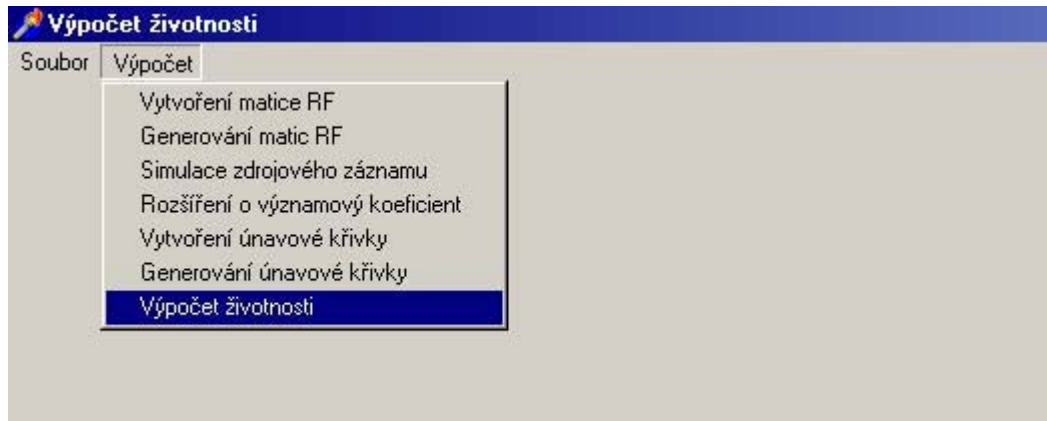 Výpočet životnosti
Soubor Výpočet
Vytvoření matice RF
Generování matic RF
Simulace zdrojového záznamu
Rozšíření o významový koeficient
Vytvoření únavové křivky
Generování únavové křivky
Výpočet životnosti